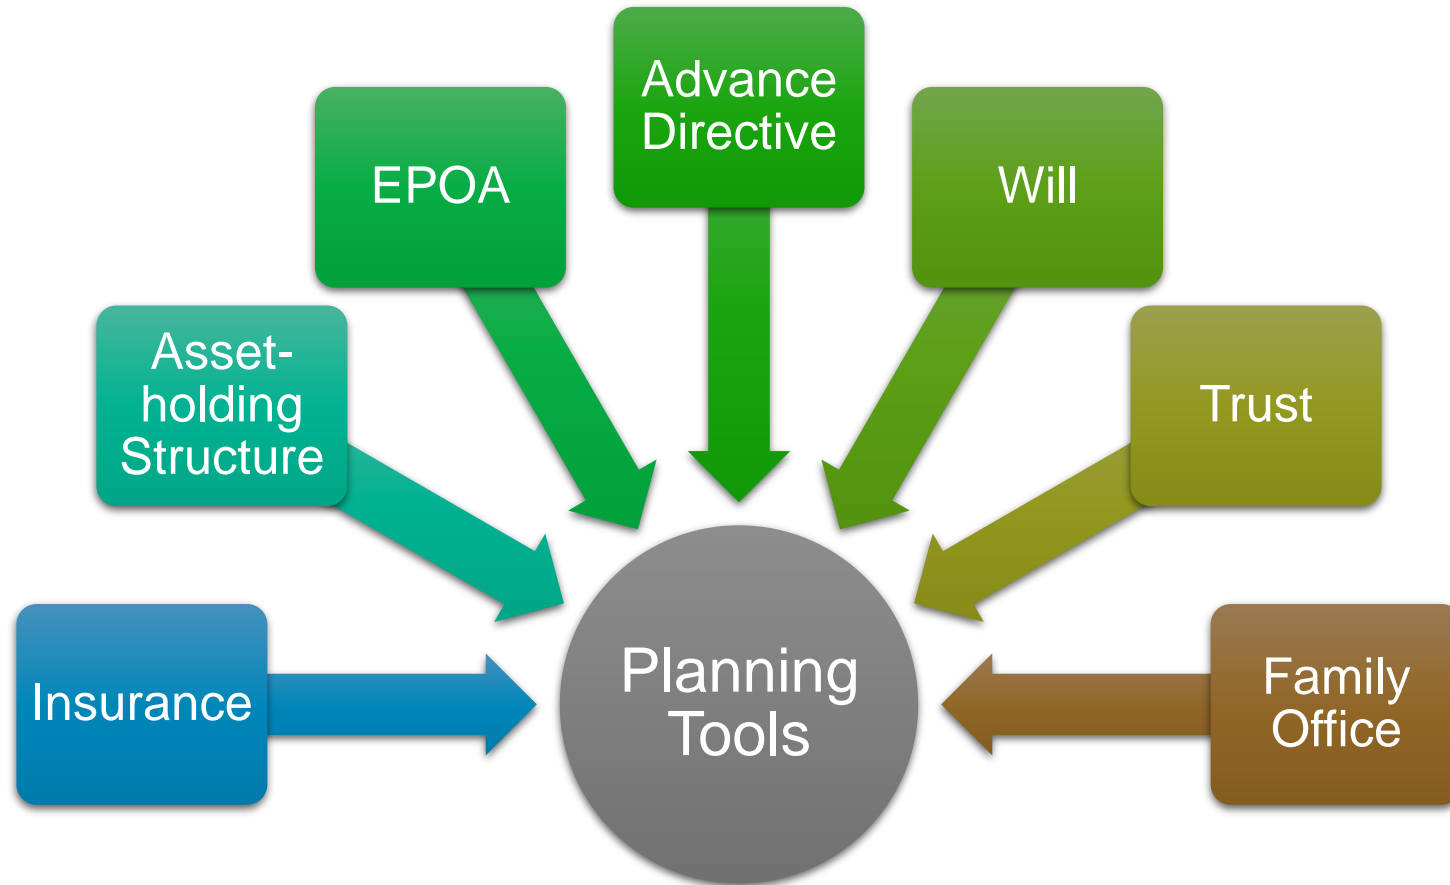 Advance
Directive
EPOA
Will
Asset-
holding
Structure
Trust
Insurance
Planning
Tools
Family
Office